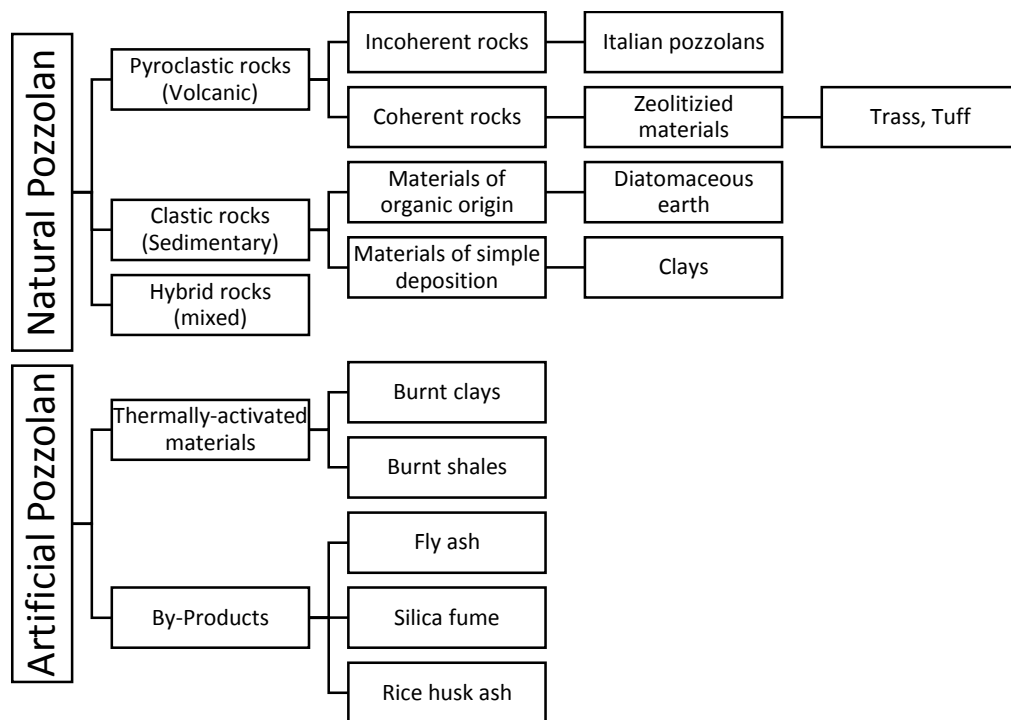 Natural Pozzolan
Pyroclastic rocks
(Volcanic)
Incoherent rocks
Italian pozzolans
Coherent rocks
Zeolitizied
materials
Trass, Tuff
Clastic rocks
(Sedimentary)
Materials of
organic origin
Diatomaceous
earth
Materials of simple
deposition
Clays
Hybrid rocks
(mixed)
Artificial Pozzolan
Thermally-activated
materials
Burnt clays
Burnt shales
By-Products
Fly ash
Silica fume
Rice husk ash